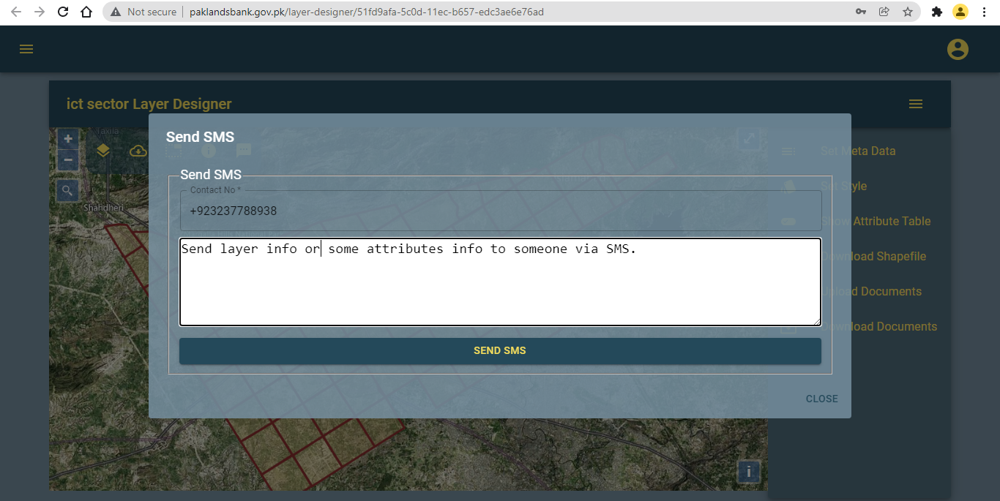 Not secure
paklandsbank.gov.pk/layer-designer/51fd9afa-5c0d-11ec-b657-edc3ae6e76ad
ict sector Layer Designer
Taxila
+
−
Shahdheri
Send SMS
Send SMS
Contact No *
+923237788938
Send layer info or some attributes info to someone via SMS.
SEND SMS
CLOSE
Set Meta Data
Set Style
Show Attribute Table
Download Shapefile
Upload Documents
Download Documents
i